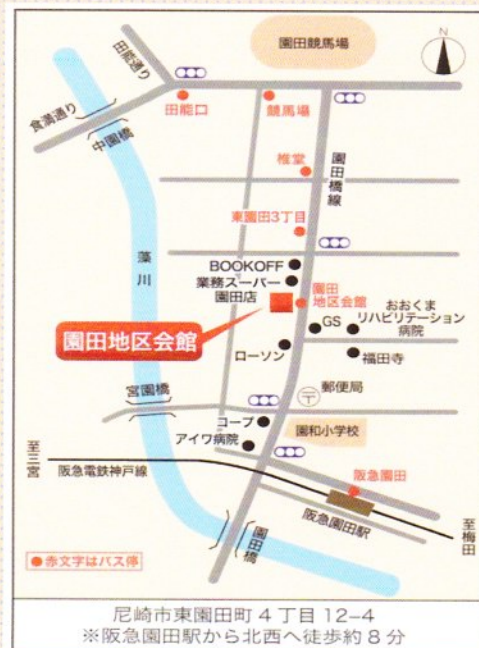 園田競馬場
N
田能通り
食満通り
田能口
競馬場
中園橋
椎堂
園田橋線
東園田3丁目
藻川
BOOKOFF
業務スーパー
園田店
園田
地区会館
おおくま
リハビリテーション
病院
GS
園田地区会館
ローソン
福田寺
宮園橋
〒
郵便局
コープ
園和小学校
アイワ病院
至三宮
阪急電鉄神戸線
阪急園田
阪急園田駅
至梅田
園田橋
●赤文字はバス停
尼崎市東園田町4丁目12-4
※阪急園田駅から北西へ徒歩約8分